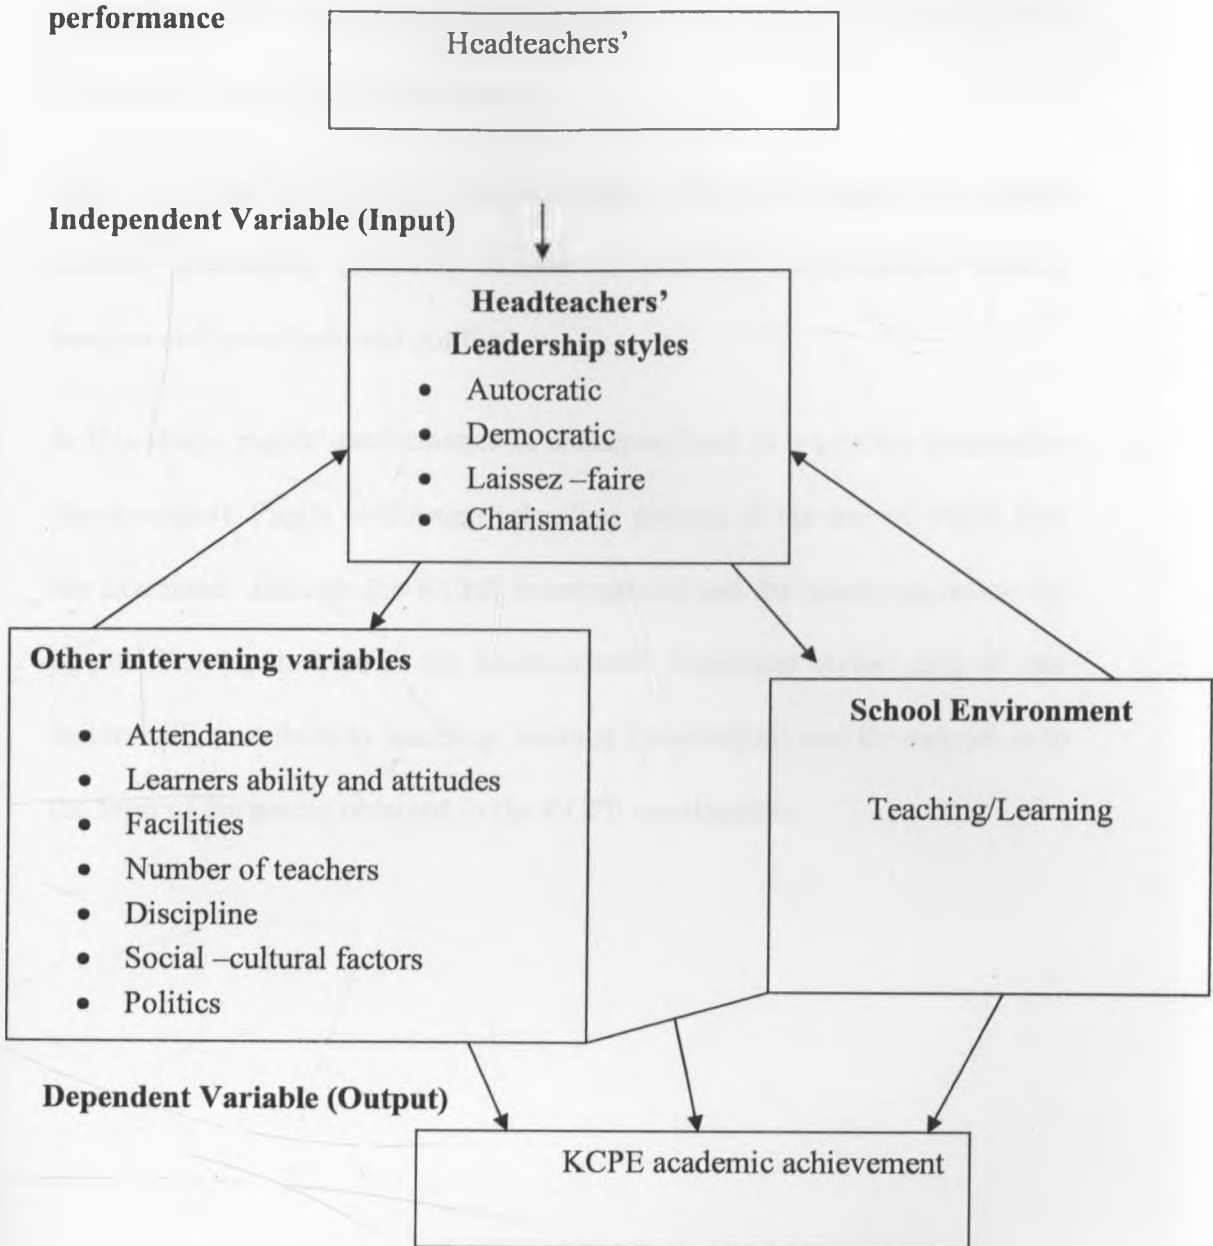 performance
Headteachers'
Independent Variable (Input)
Headteachers'
Leadership styles
• Autocratic
• Democratic
• Laissez –faire
• Charismatic
Other intervening variables
• Attendance
• Learners ability and attitudes
• Facilities
• Number of teachers
• Discipline
• Social –cultural factors
• Politics
School Environment
Teaching/Learning
Dependent Variable (Output)
KCPE academic achievement